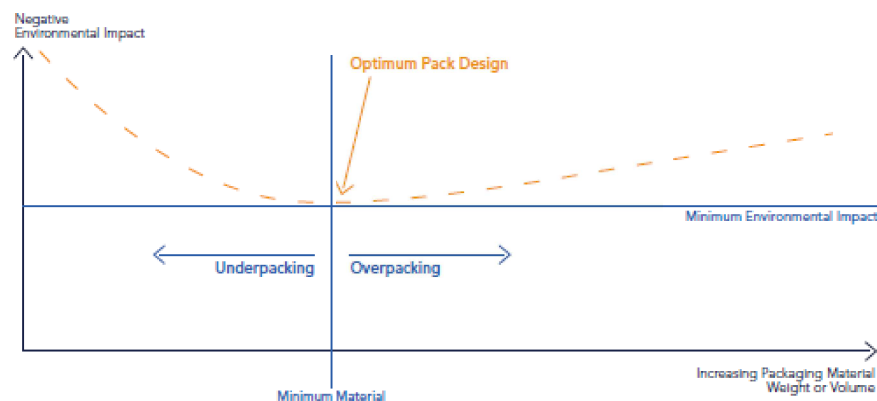 Negative
Environmental Impact
Optimum Pack Design
Minimum Environmental Impact
Underpacking
Overpacking
Increasing Packaging Material
Weight or Volume
Minimum Material